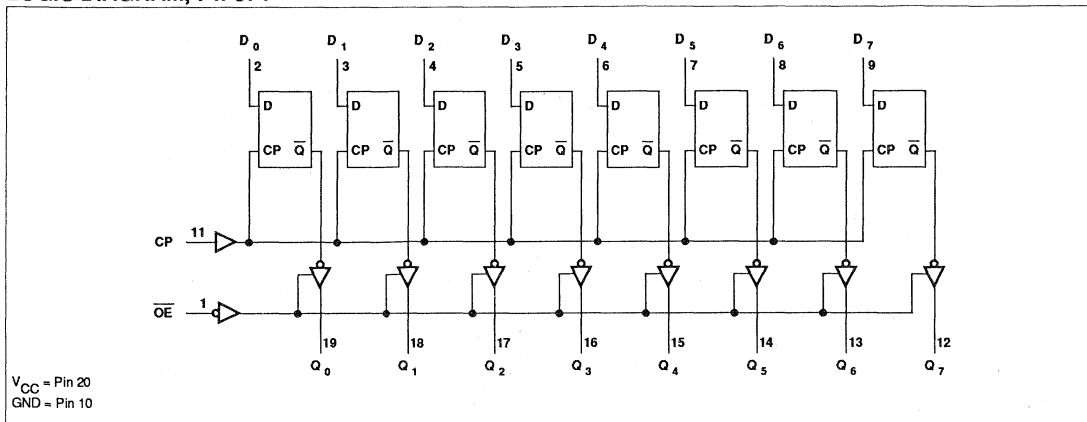 D0 D1 D2 D3 D4 D5 D6 D7
2 3 4 5 6 7 8 9
D D D D D D D D
CP Q̅ CP Q̅ CP Q̅ CP Q̅ CP Q̅ CP Q̅ CP Q̅ CP Q̅
CP 11
O̅E̅ 1
19 18 17 16 15 14 13 12
Q0 Q1 Q2 Q3 Q4 Q5 Q6 Q7
VCC = Pin 20
GND = Pin 10